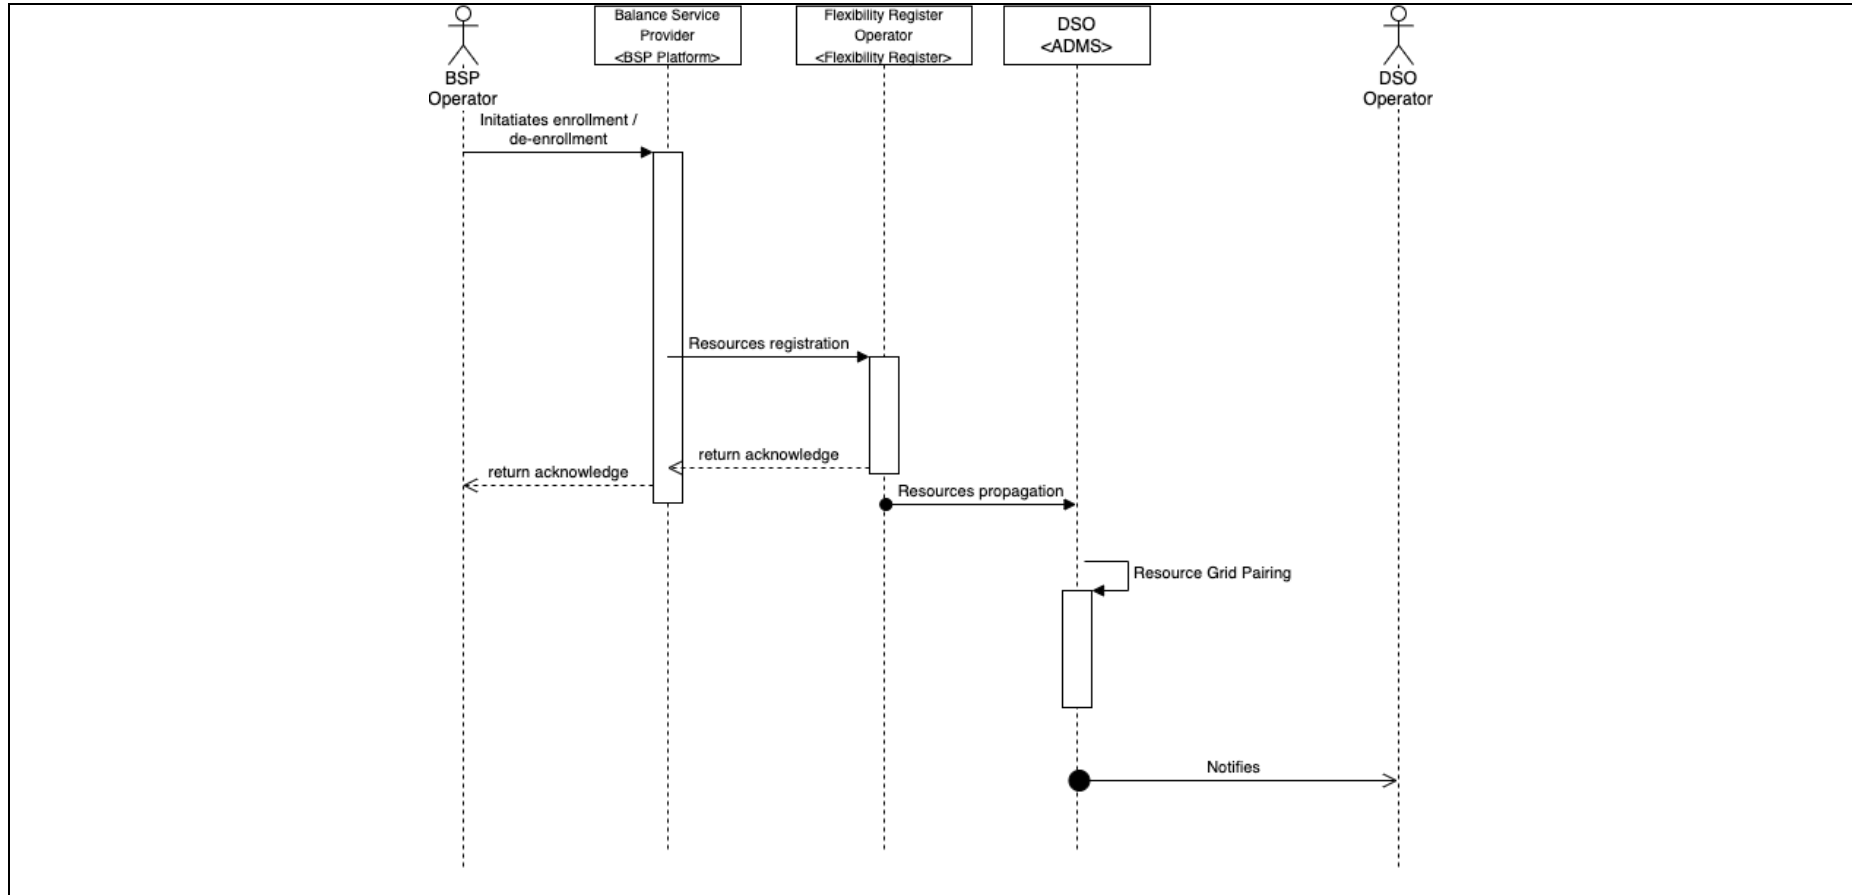 BSP
Operator
Balance Service
Provider
<BSP Platform>
Flexibility Register
Operator
<Flexibility Register>
DSO
<ADMS>
DSO
Operator
Initatiates enrollment /
de-enrollment
Resources registration
return acknowledge
return acknowledge
Resources propagation
Resource Grid Pairing
Notifies